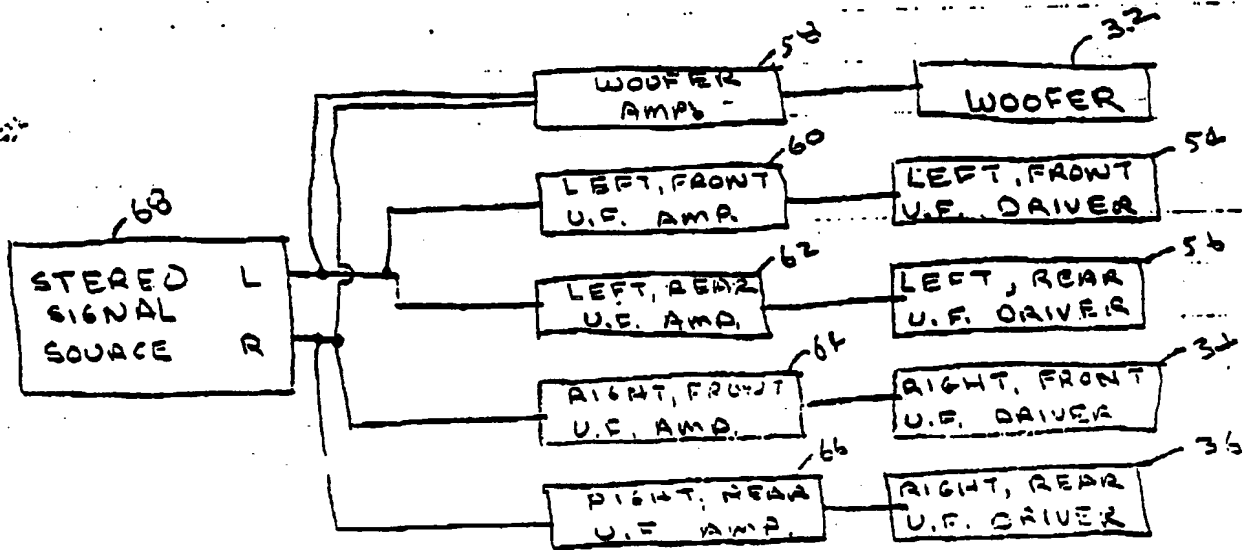 58
32
WOOFER
AMPS
WOOFER
60
54
LEFT, FRONT
U.F. AMP.
LEFT, FRONT
U.F. DRIVER
68
62
56
STEREO L
SIGNAL
SOURCE R
LEFT, REAR
U.F. AMP.
LEFT, REAR
U.F. DRIVER
64
34
RIGHT, FRONT
U.F. AMP.
RIGHT, FRONT
U.F. DRIVER
66
36
RIGHT, REAR
U.F. AMP.
RIGHT, REAR
U.F. DRIVER